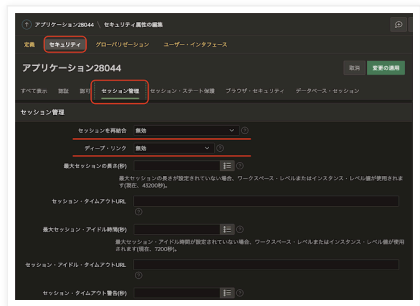 アプリケーション28044 \ セキュリティ属性の編集
定義 セキュリティ グローバリゼーション ユーザー・インタフェース
アプリケーション28044
取消 変更の適用
すべて表示 認証 認可 セッション管理 セッション・ステート保護 ブラウザ・セキュリティ データベース・セッション
セッション管理
セッションを再結合 無効
ディープ・リンク 無効
最大セッションの長さ(秒)
最大セッションの長さが設定されていない場合、ワークスペース・レベルまたはインスタンス・レベル値が使用されま
す(現在、43200秒)。
セッション・タイムアウトURL
最大セッション・アイドル時間(秒)
最大セッション・アイドル時間が設定されていない場合、ワークスペース・レベルまたはインスタンス・レベル値が使用
されます(現在、7200秒)。
セッション・アイドル・タイムアウトURL
セッション・タイムアウト警告(秒)